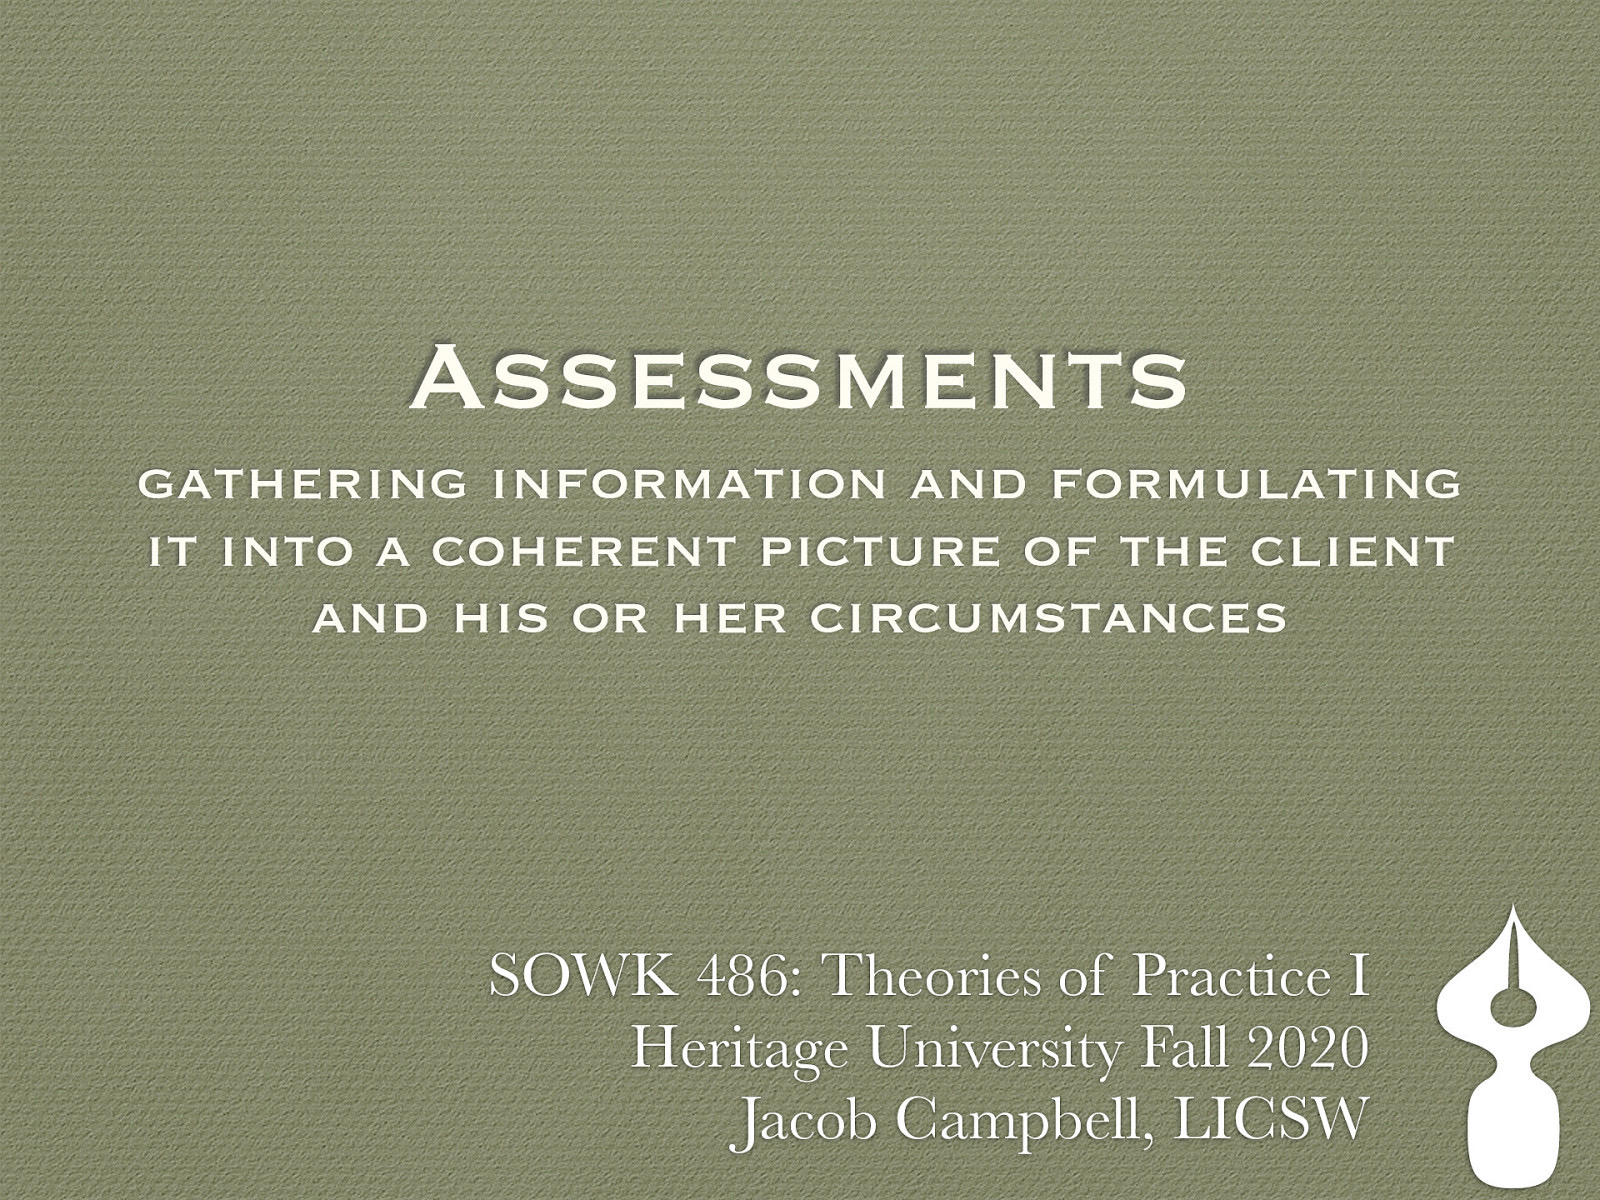 Assessments
gathering information and formulating
it into a coherent picture of the client
and his or her circumstances
SOWK 486: Theories of Practice I
Heritage University Fall 2020
Jacob Campbell, LICSW